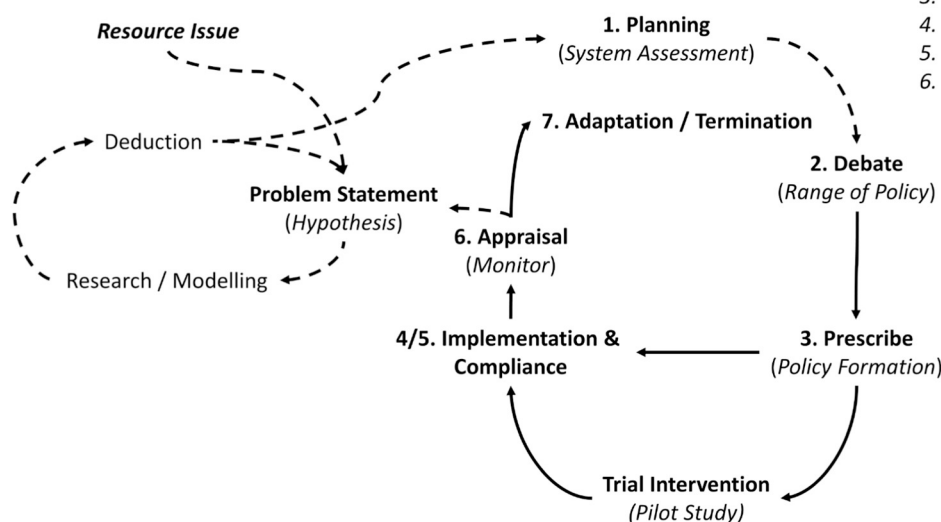 Resource Issue
1. Planning
(System Assessment)
4.
5.
6.
7. Adaptation / Termination
Deduction
2. Debate
(Range of Policy)
Problem Statement
(Hypothesis)
6. Appraisal
(Monitor)
Research / Modelling
4/5. Implementation &
Compliance
3. Prescribe
(Policy Formation)
Trial Intervention
(Pilot Study)